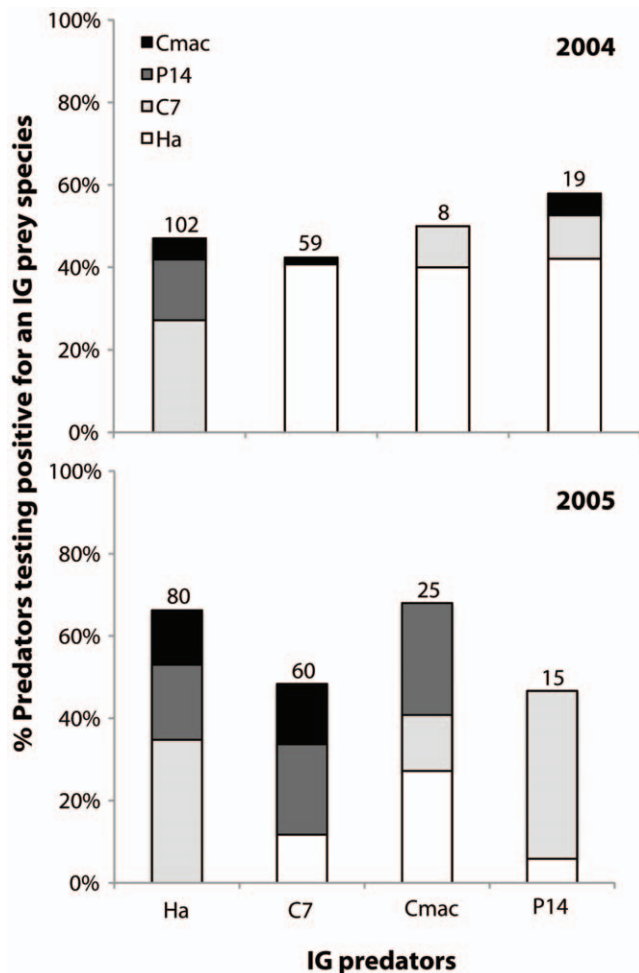 % Predators testing positive for an IG prey species
100%
80%
60%
40%
20%
0%
2004
Cmac
P14
C7
Ha
102
59
8
19
100%
80%
60%
40%
20%
0%
2005
80
60
25
15
Ha
C7
Cmac
P14
IG predators